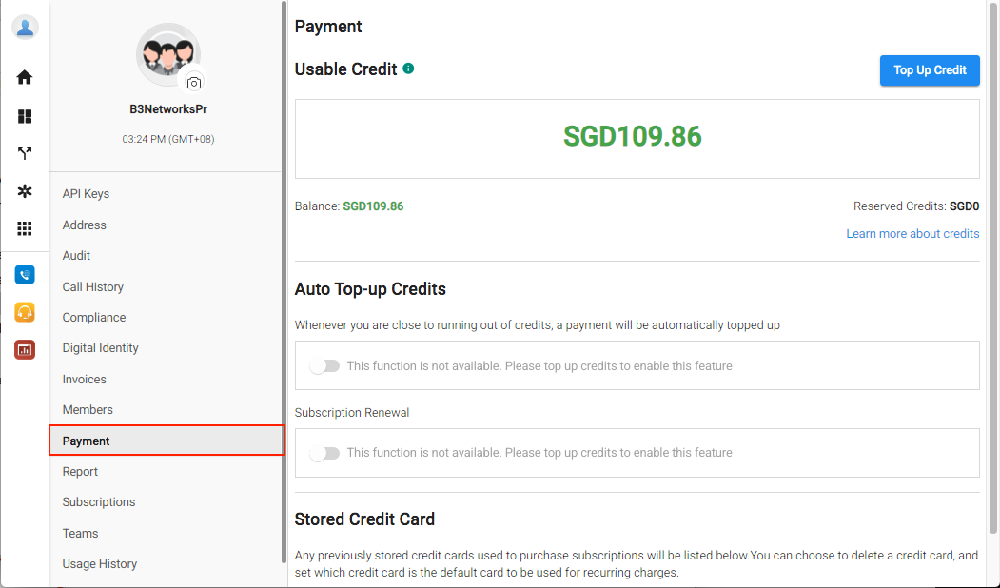 B3NetworksPr
03:24 PM (GMT+08)
API Keys
Address
Audit
Call History
Compliance
Digital Identity
Invoices
Members
Payment
Report
Subscriptions
Teams
Usage History
Payment
Usable Credit
Top Up Credit
SGD109.86
Balance: SGD109.86
Reserved Credits: SGD0
Learn more about credits
Auto Top-up Credits
Whenever you are close to running out of credits, a payment will be automatically topped up
This function is not available. Please top up credits to enable this feature
Subscription Renewal
This function is not available. Please top up credits to enable this feature
Stored Credit Card
Any previously stored credit cards used to purchase subscriptions will be listed below.You can choose to delete a credit card, and
set which credit card is the default card to be used for recurring charges.